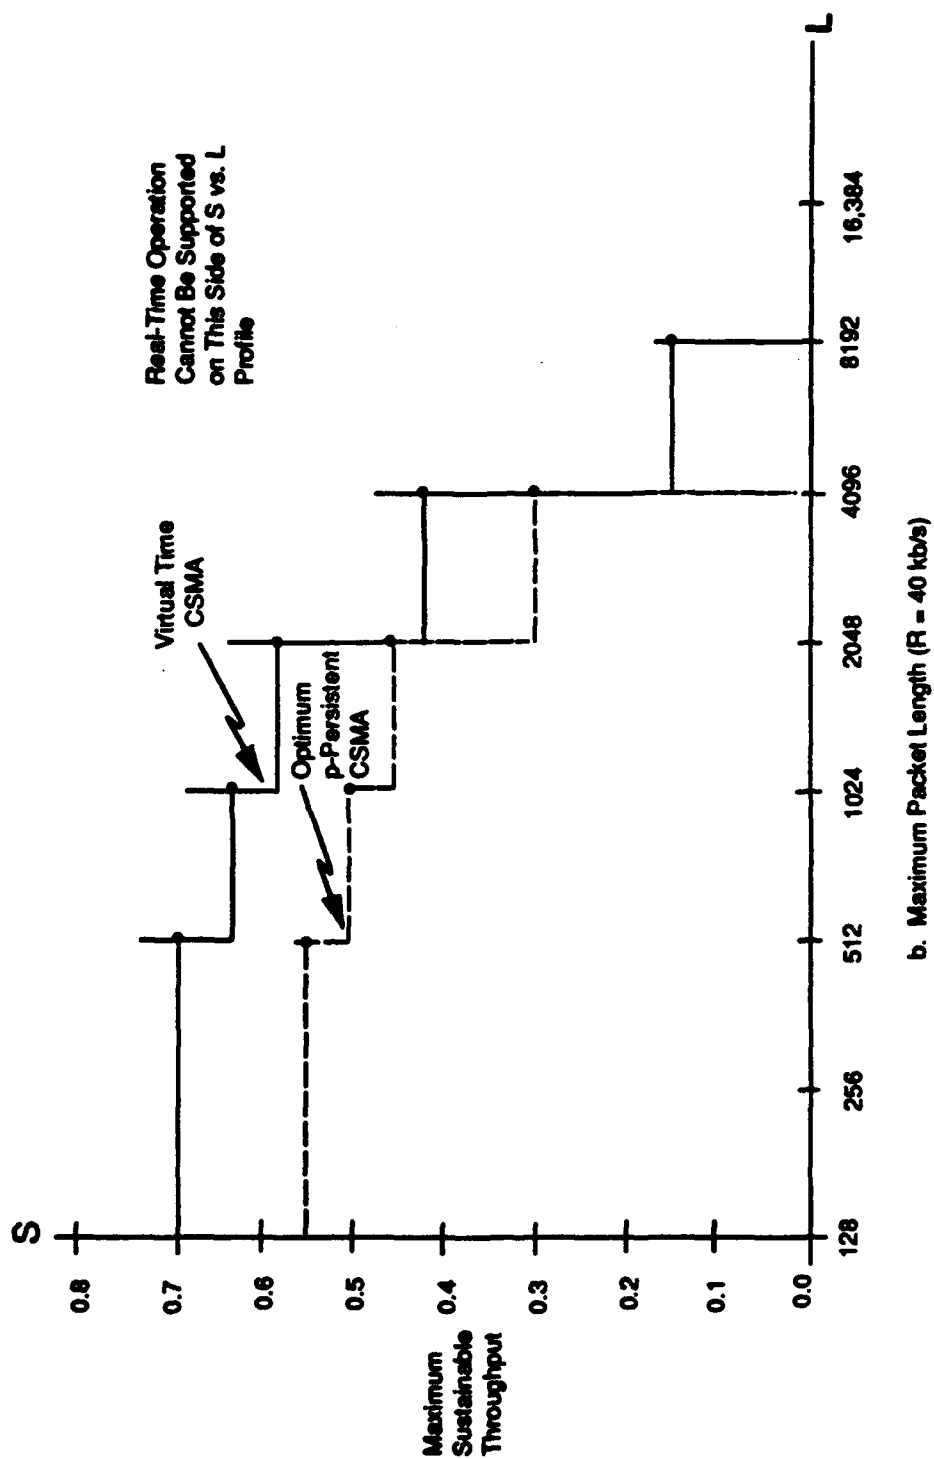 S
0.8
0.7
0.6
0.5
0.4
0.3
0.2
0.1
0.0
Maximum
Sustainable
Throughput
Virtual Time
CSMA
Optimum
p-Persistent
CSMA
Real-Time Operation
Cannot Be Supported
on This Side of S vs. L
Profile
128
256
512
1024
2048
4096
8192
16,384
L
b. Maximum Packet Length (R = 40 kb/s)